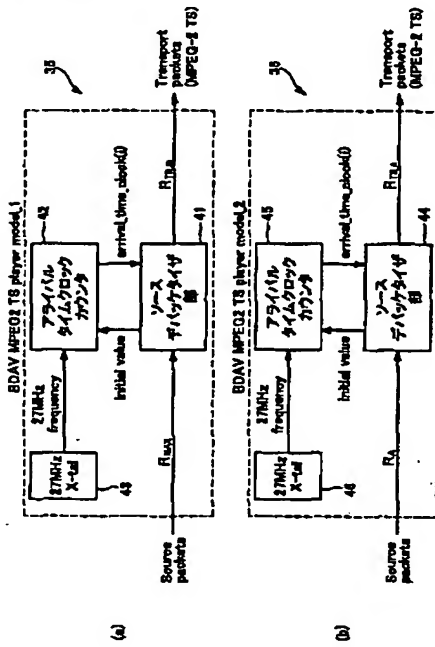 (a)
BDAV MPEG2 TS player model_1
36
27MHz
X-tal
43
27MHz
frequency
42
アライバル
タイムクロック
カウンタ
initial value
arrival_time_clock(i)
Source
packets
R_MAX
ソース
デパケッタイザ
部
41
Transport
packets
(MPEG-2 TS)
(b)
BDAV MPEG2 TS player model_2
36
27MHz
X-tal
46
27MHz
frequency
45
アライバル
タイムクロック
カウンタ
initial value
arrival_time_clock(i)
Source
packets
ソース
デパケッタイザ
部
44
Transport
packets
(MPEG-2 TS)